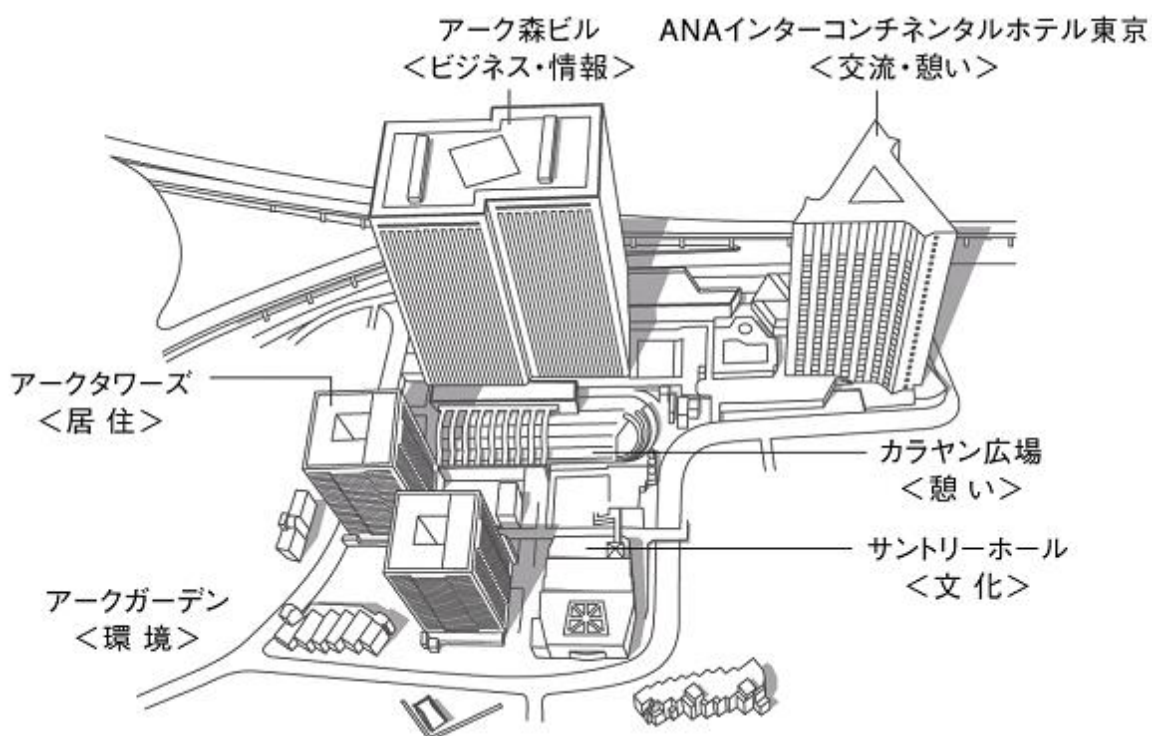 アーク森ビル
＜ビジネス・情報＞
ANAインターコンチネンタルホテル東京
＜交流・憩い＞
アークタワーズ
＜居 住＞
カラヤン広場
＜憩 い＞
サントリーホール
＜文 化＞
アークガーデン
＜環 境＞